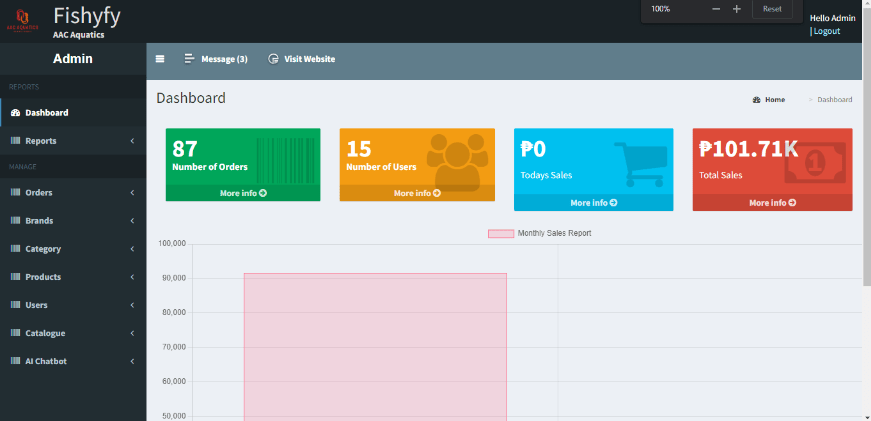 100%
Reset
AAC AQUATICS
Fishyfy
AAC Aquatics
Hello Admin
| Logout
Admin
Message (3)
Visit Website
REPORTS
Dashboard
Reports
MANAGE
Orders
Brands
Category
Products
Users
Catalogue
AI Chatbot
Dashboard
Home > Dashboard
87
Number of Orders
More info
15
Number of Users
More info
₱0
Todays Sales
More info
₱101.71K
Total Sales
More info
Monthly Sales Report
100,000
90,000
80,000
70,000
60,000
50,000